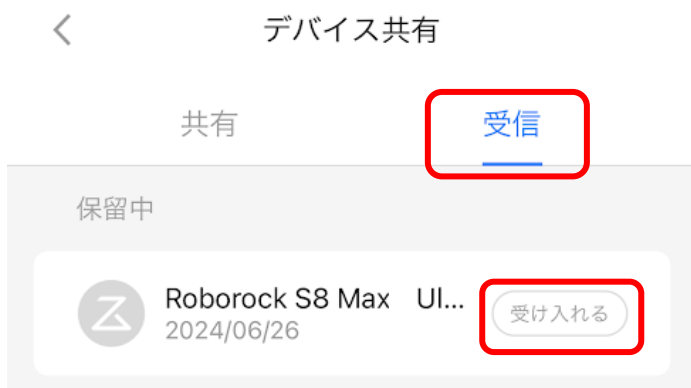 デバイス共有
共有 受信
保留中
Roborock S8 Max Ul...
2024/06/26
受け入れる